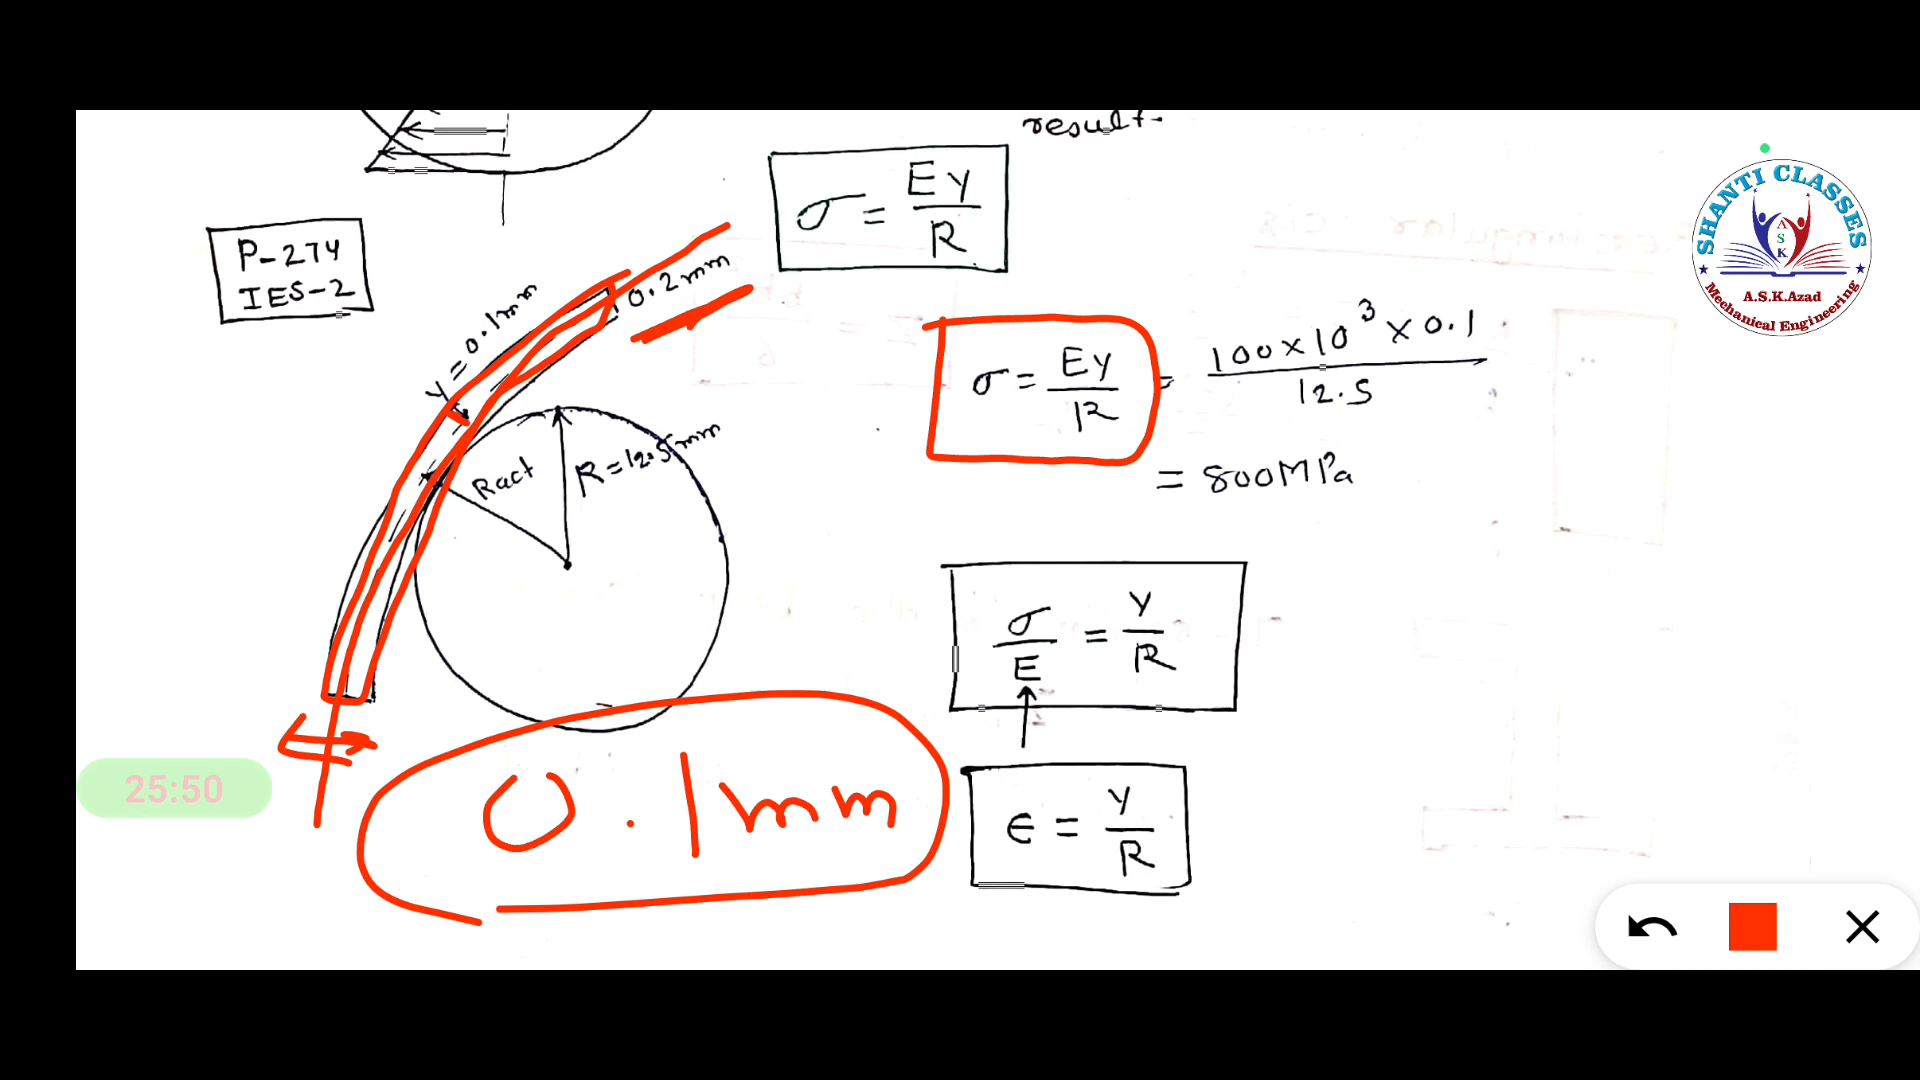 result.
σ = Ey/R
P-274
IES-2
y = 0.1mm
0.2mm
Ract
R=12.5mm
σ = Ey/R = 100×10³×0.1/12.5
= 800MPa
σ/E = y/R
0.1mm
ϵ = y/R
25:50
SHANTI CLASSES
A
S
K
A.S.K.Azad
Mechanical Engineering